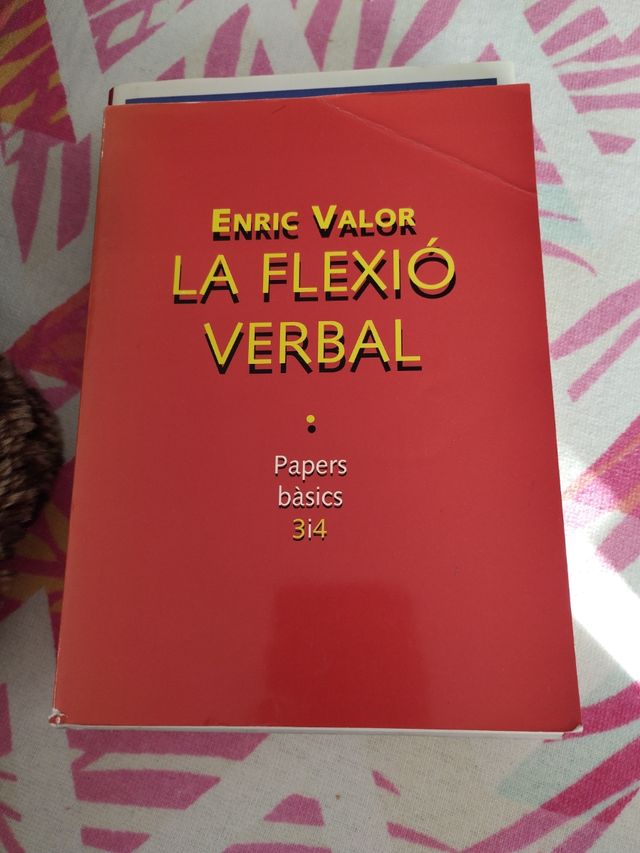 ENRIC VALOR
LA FLEXIÓ
VERBAL
Papers
bàsics
3i4